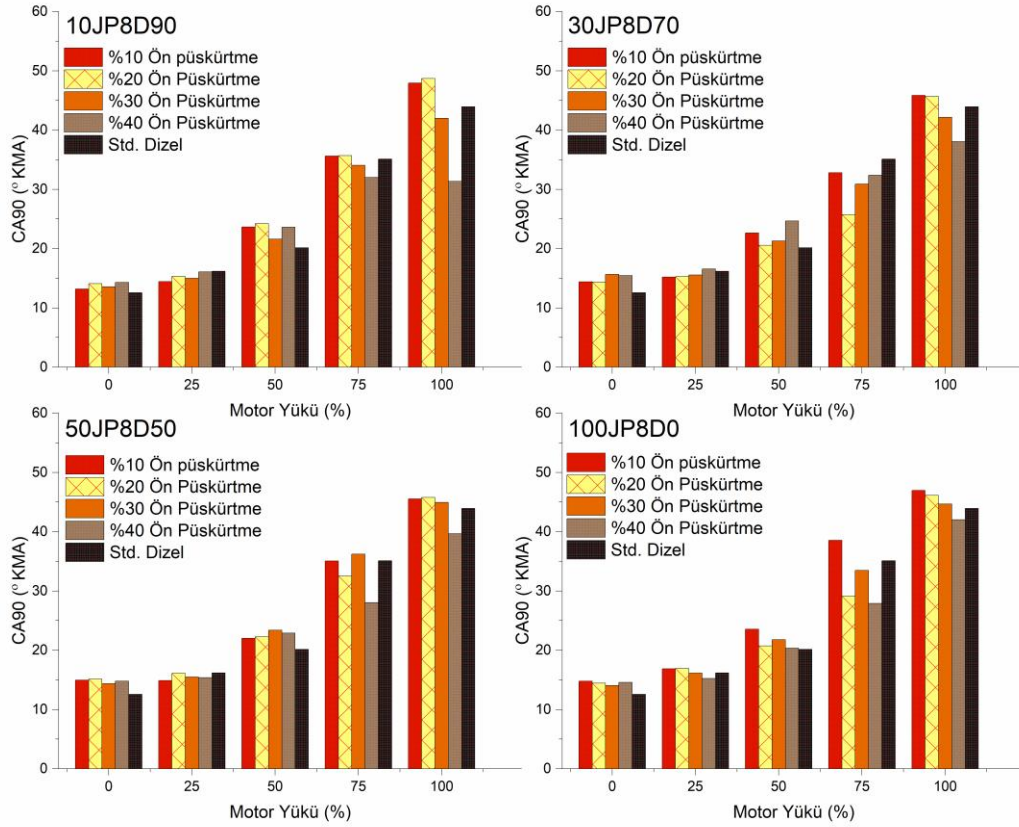 10JP8D90
%10 Ön püskürtme
%20 Ön Püskürtme
%30 Ön Püskürtme
%40 Ön Püskürtme
Std. Dizel
CA90 (° KMA)
60
50
40
30
20
10
0
0 25 50 75 100
Motor Yükü (%)
30JP8D70
%10 Ön püskürtme
%20 Ön Püskürtme
%30 Ön Püskürtme
%40 Ön Püskürtme
Std. Dizel
CA90 (° KMA)
60
50
40
30
20
10
0
0 25 50 75 100
Motor Yükü (%)
50JP8D50
%10 Ön püskürtme
%20 Ön Püskürtme
%30 Ön Püskürtme
%40 Ön Püskürtme
Std. Dizel
CA90 (° KMA)
60
50
40
30
20
10
0
0 25 50 75 100
Motor Yükü (%)
100JP8D0
%10 Ön püskürtme
%20 Ön Püskürtme
%30 Ön Püskürtme
%40 Ön Püskürtme
Std. Dizel
CA90 (° KMA)
60
50
40
30
20
10
0
0 25 50 75 100
Motor Yükü (%)